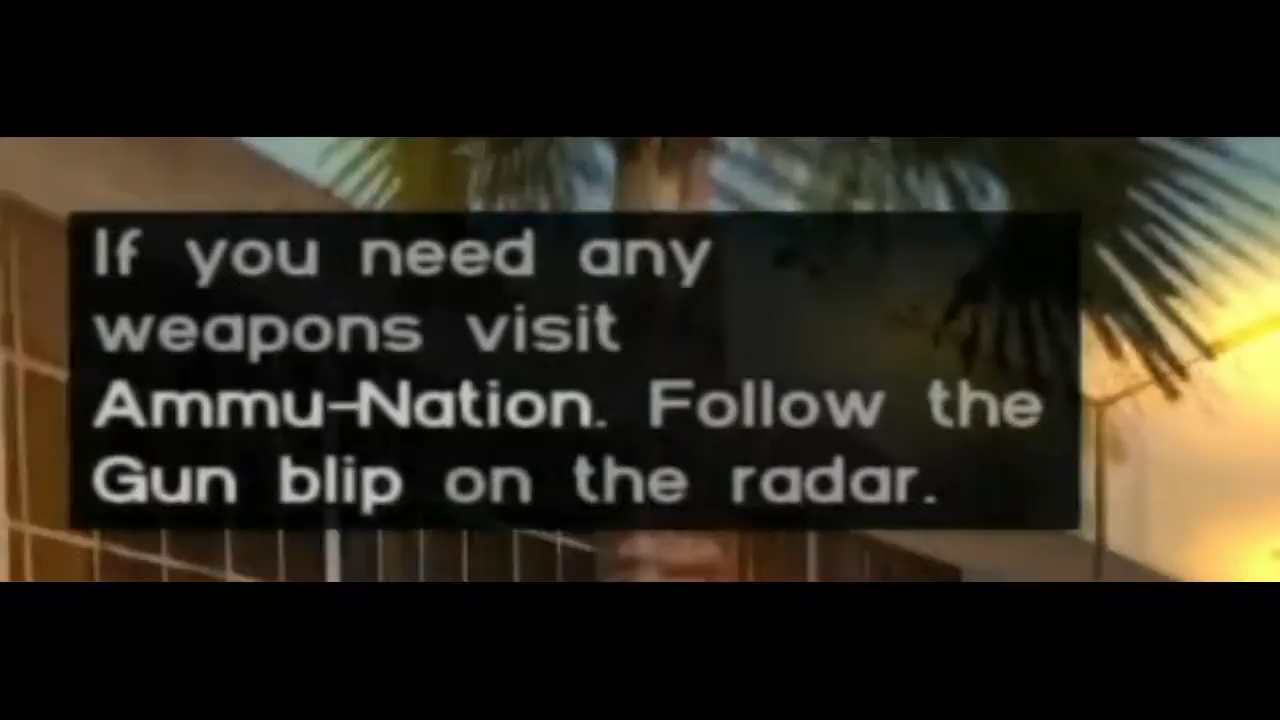 If you need any
weapons visit
Ammu-Nation. Follow the
Gun blip on the radar.